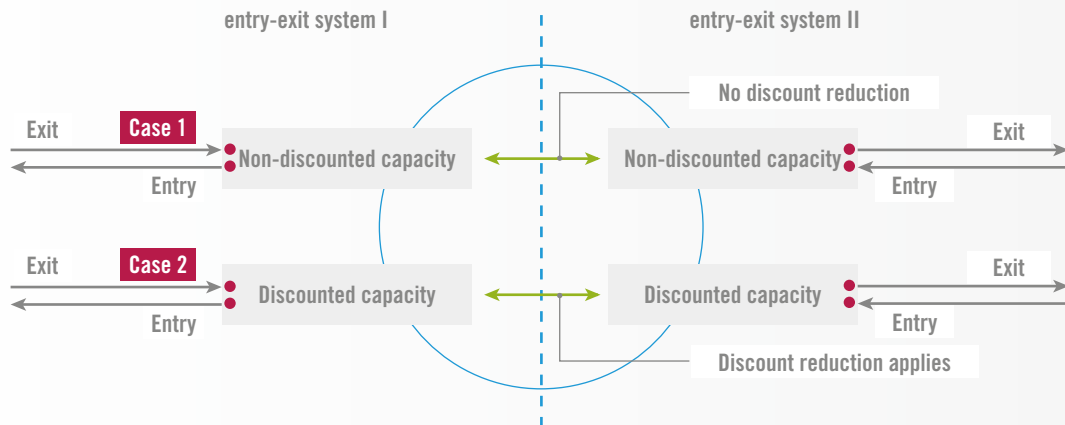 entry-exit system I
entry-exit system II
No discount reduction
Exit
Case 1
Non-discounted capacity
Non-discounted capacity
Exit
Entry
Entry
Exit
Case 2
Discounted capacity
Discounted capacity
Exit
Entry
Entry
Discount reduction applies